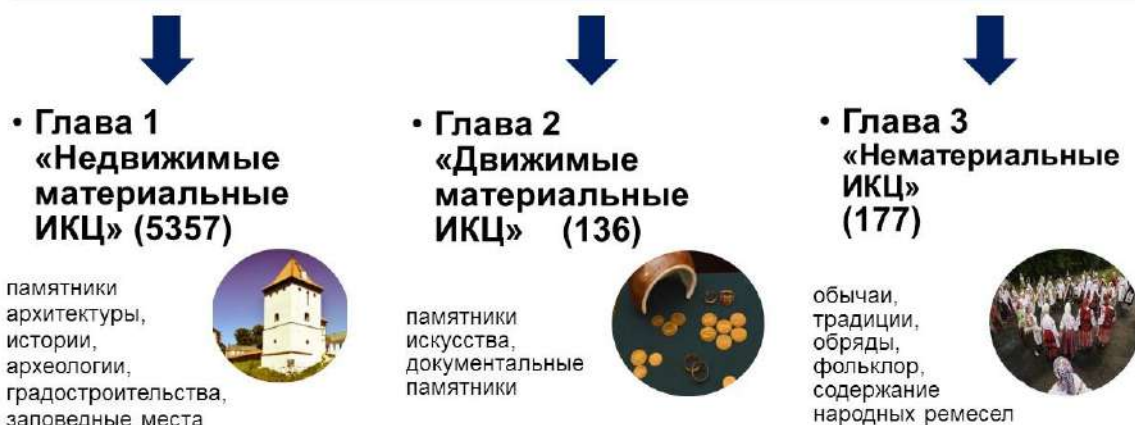 • Глава 1
«Недвижимые
материальные
ИКЦ» (5357)
памятники
архитектуры,
истории,
археологии,
градостроительства,
заповедные места
• Глава 2
«Движимые
материальные
ИКЦ» (136)
памятники
искусства,
документальные
памятники
• Глава 3
«Нематериальные
ИКЦ»
(177)
обычаи,
традиции,
обряды,
фольклор,
содержание
народных ремесел